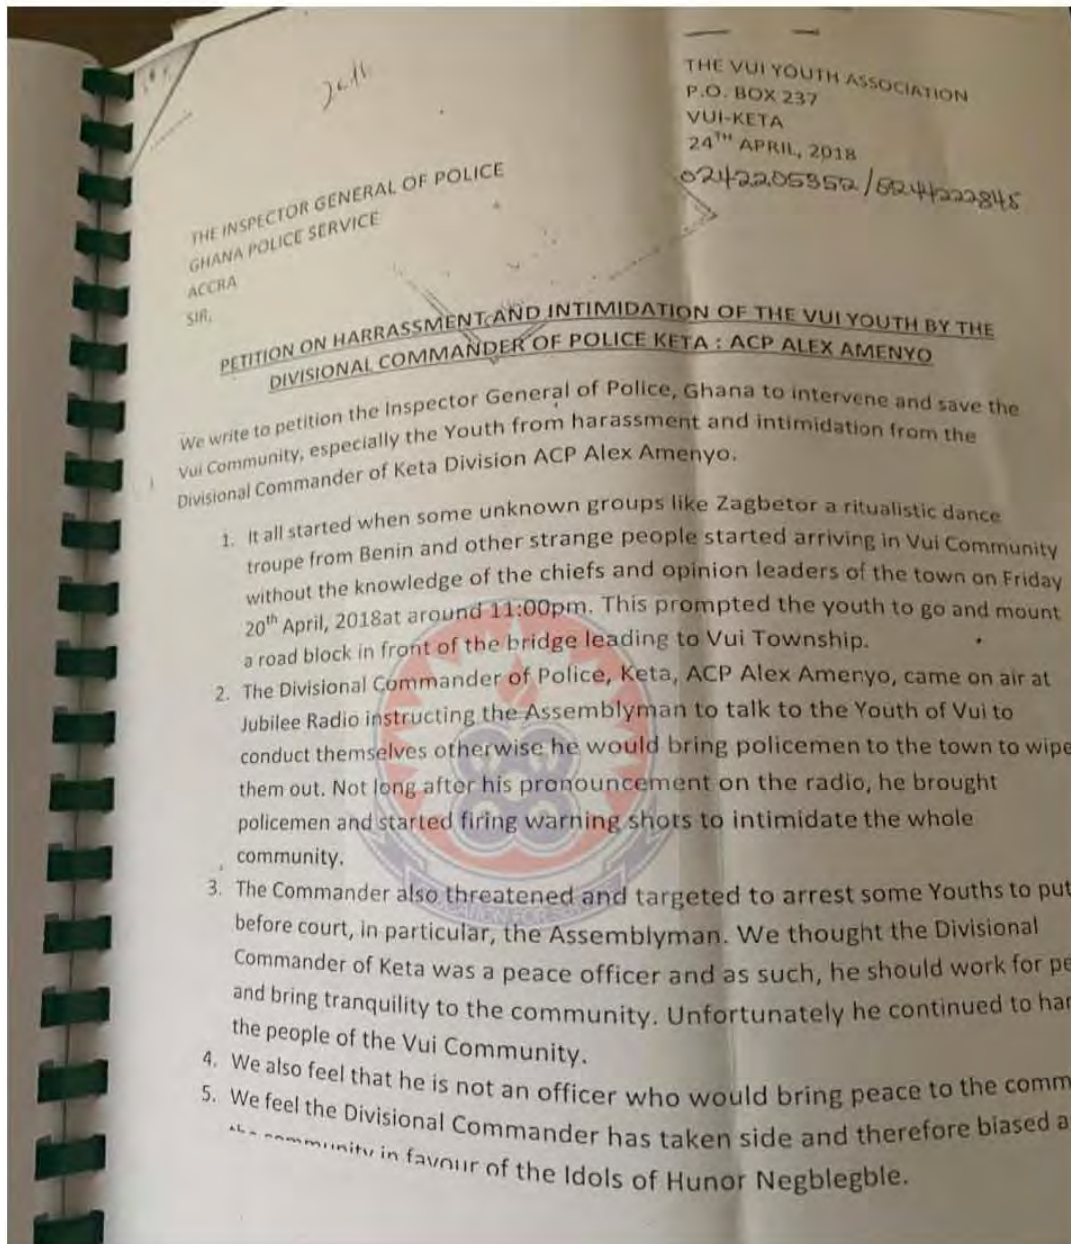 THE VUI YOUTH ASSOCIATION
P.O. BOX 237
VUI-KETA
24TH APRIL, 2018
THE INSPECTOR GENERAL OF POLICE
GHANA POLICE SERVICE
ACCRA
SIR,
PETITION ON HARRASSMENT AND INTIMIDATION OF THE VUI YOUTH BY THE
DIVISIONAL COMMANDER OF POLICE KETA : ACP ALEX AMENYO
We write to petition the Inspector General of Police, Ghana to intervene and save the
Vui Community, especially the Youth from harassment and intimidation from the
Divisional Commander of Keta Division ACP Alex Amenyo.
1. It all started when some unknown groups like Zagbetor a ritualistic dance
troupe from Benin and other strange people started arriving in Vui Community
without the knowledge of the chiefs and opinion leaders of the town on Friday
20th April, 2018at around 11:00pm. This prompted the youth to go and mount
a road block in front of the bridge leading to Vui Township.
2. The Divisional Commander of Police, Keta, ACP Alex Amenyo, came on air at
Jubilee Radio instructing the Assemblyman to talk to the Youth of Vui to
conduct themselves otherwise he would bring policemen to the town to wipe
them out. Not long after his pronouncement on the radio, he brought
policemen and started firing warning shots to intimidate the whole
community.
3. The Commander also threatened and targeted to arrest some Youths to put
before court, in particular, the Assemblyman. We thought the Divisional
Commander of Keta was a peace officer and as such, he should work for pe
and bring tranquility to the community. Unfortunately he continued to har
the people of the Vui Community.
4. We also feel that he is not an officer who would bring peace to the comm
5. We feel the Divisional Commander has taken side and therefore biased a
community in favour of the Idols of Hunor Negblegble.